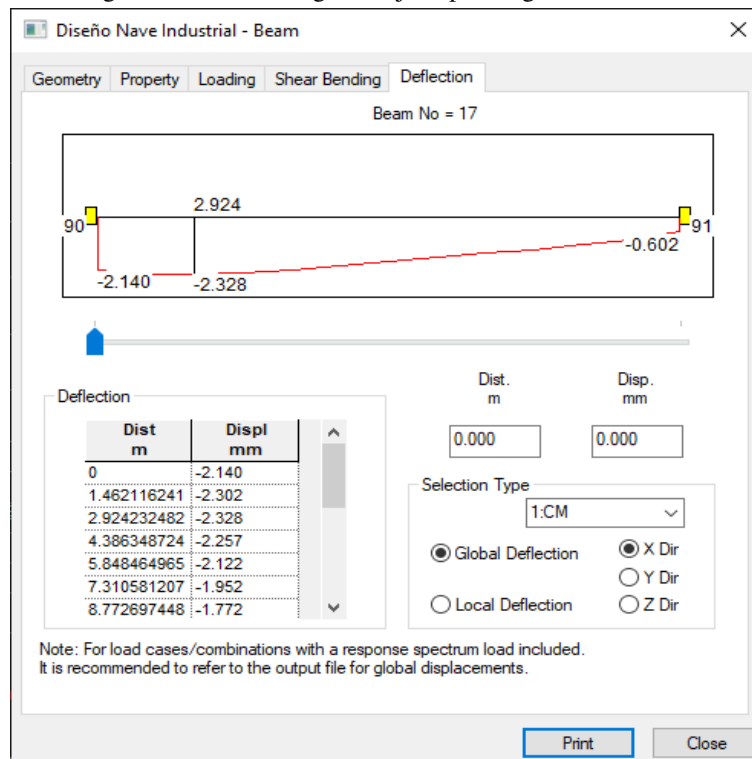 Diseño Nave Industrial - Beam
Geometry Property Loading Shear Bending Deflection
Beam No = 17
2.924
90
91
-0.602
-2.140
-2.328
Dist. Disp.
m mm
Deflection
Dist Displ
m mm
0.000 0.000
0 -2.140
1.462116241 -2.302
2.924232482 -2.328
4.386348724 -2.257
5.848464965 -2.122
7.310581207 -1.952
8.772697448 -1.772
Selection Type
1:CM
Global Deflection X Dir
Y Dir
Local Deflection Z Dir
Note: For load cases/combinations with a response spectrum load included.
It is recommended to refer to the output file for global displacements.
Print Close